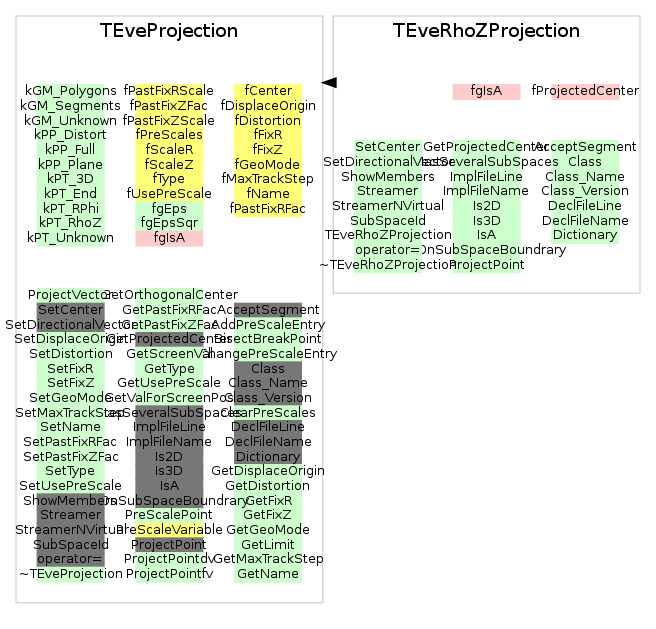 TEveProjection
kGM_Polygons
kGM_Segments
kGM_Unknown
kPP_Distort
kPP_Full
kPP_Plane
kPT_3D
kPT_End
kPT_RPhi
kPT_RhoZ
kPT_Unknown
fPastFixRScale
fPastFixZFac
fPastFixZScale
fPreScales
fScaleR
fScaleZ
fType
fUsePreScale
fgEps
fgEpsSqr
fgIsA
fCenter
fDisplaceOrigin
fDistortion
fFixR
fFixZ
fGeoMode
fMaxTrackStep
fName
fPastFixRFac
ProjectVector
SetCenter
SetDirectionalVector
SetDisplaceOrigin
SetDistortion
SetFixR
SetFixZ
SetGeoMode
SetMaxTrackStep
SetName
SetPastFixRFac
SetPastFixZFac
SetType
SetUsePreScale
ShowMembers
Streamer
StreamerNVirtual
SubSpaceId
operator=
~TEveProjection
GetOrthogonalCenter
GetPastFixRFac
GetPastFixZFac
GetProjectedCenter
GetScreenVal
GetType
GetUsePreScale
GetValForScreenPos
HasSeveralSubSpaces
ImplFileLine
ImplFileName
Is2D
Is3D
IsA
IsOnSubSpaceBoundary
PreScalePoint
PreScaleVariable
ProjectPoint
ProjectPointdv
ProjectPointfv
AcceptSegment
AddPreScaleEntry
BisectBreakPoint
ChangePreScaleEntry
Class
Class_Name
Class_Version
ClearPreScales
DeclFileLine
DeclFileName
Dictionary
GetDisplaceOrigin
GetDistortion
GetFixR
GetFixZ
GetGeoMode
GetLimit
GetMaxTrackStep
GetName
TEveRhoZProjection
fgIsA
fProjectedCenter
SetCenter
SetDirectionalVector
ShowMembers
Streamer
StreamerNVirtual
SubSpaceId
TEveRhoZProjection
operator=
~TEveRhoZProjection
GetProjectedCenter
HasSeveralSubSpaces
ImplFileLine
ImplFileName
Is2D
Is3D
IsA
IsOnSubSpaceBoundary
ProjectPoint
AcceptSegment
Class
Class_Name
Class_Version
DeclFileLine
DeclFileName
Dictionary